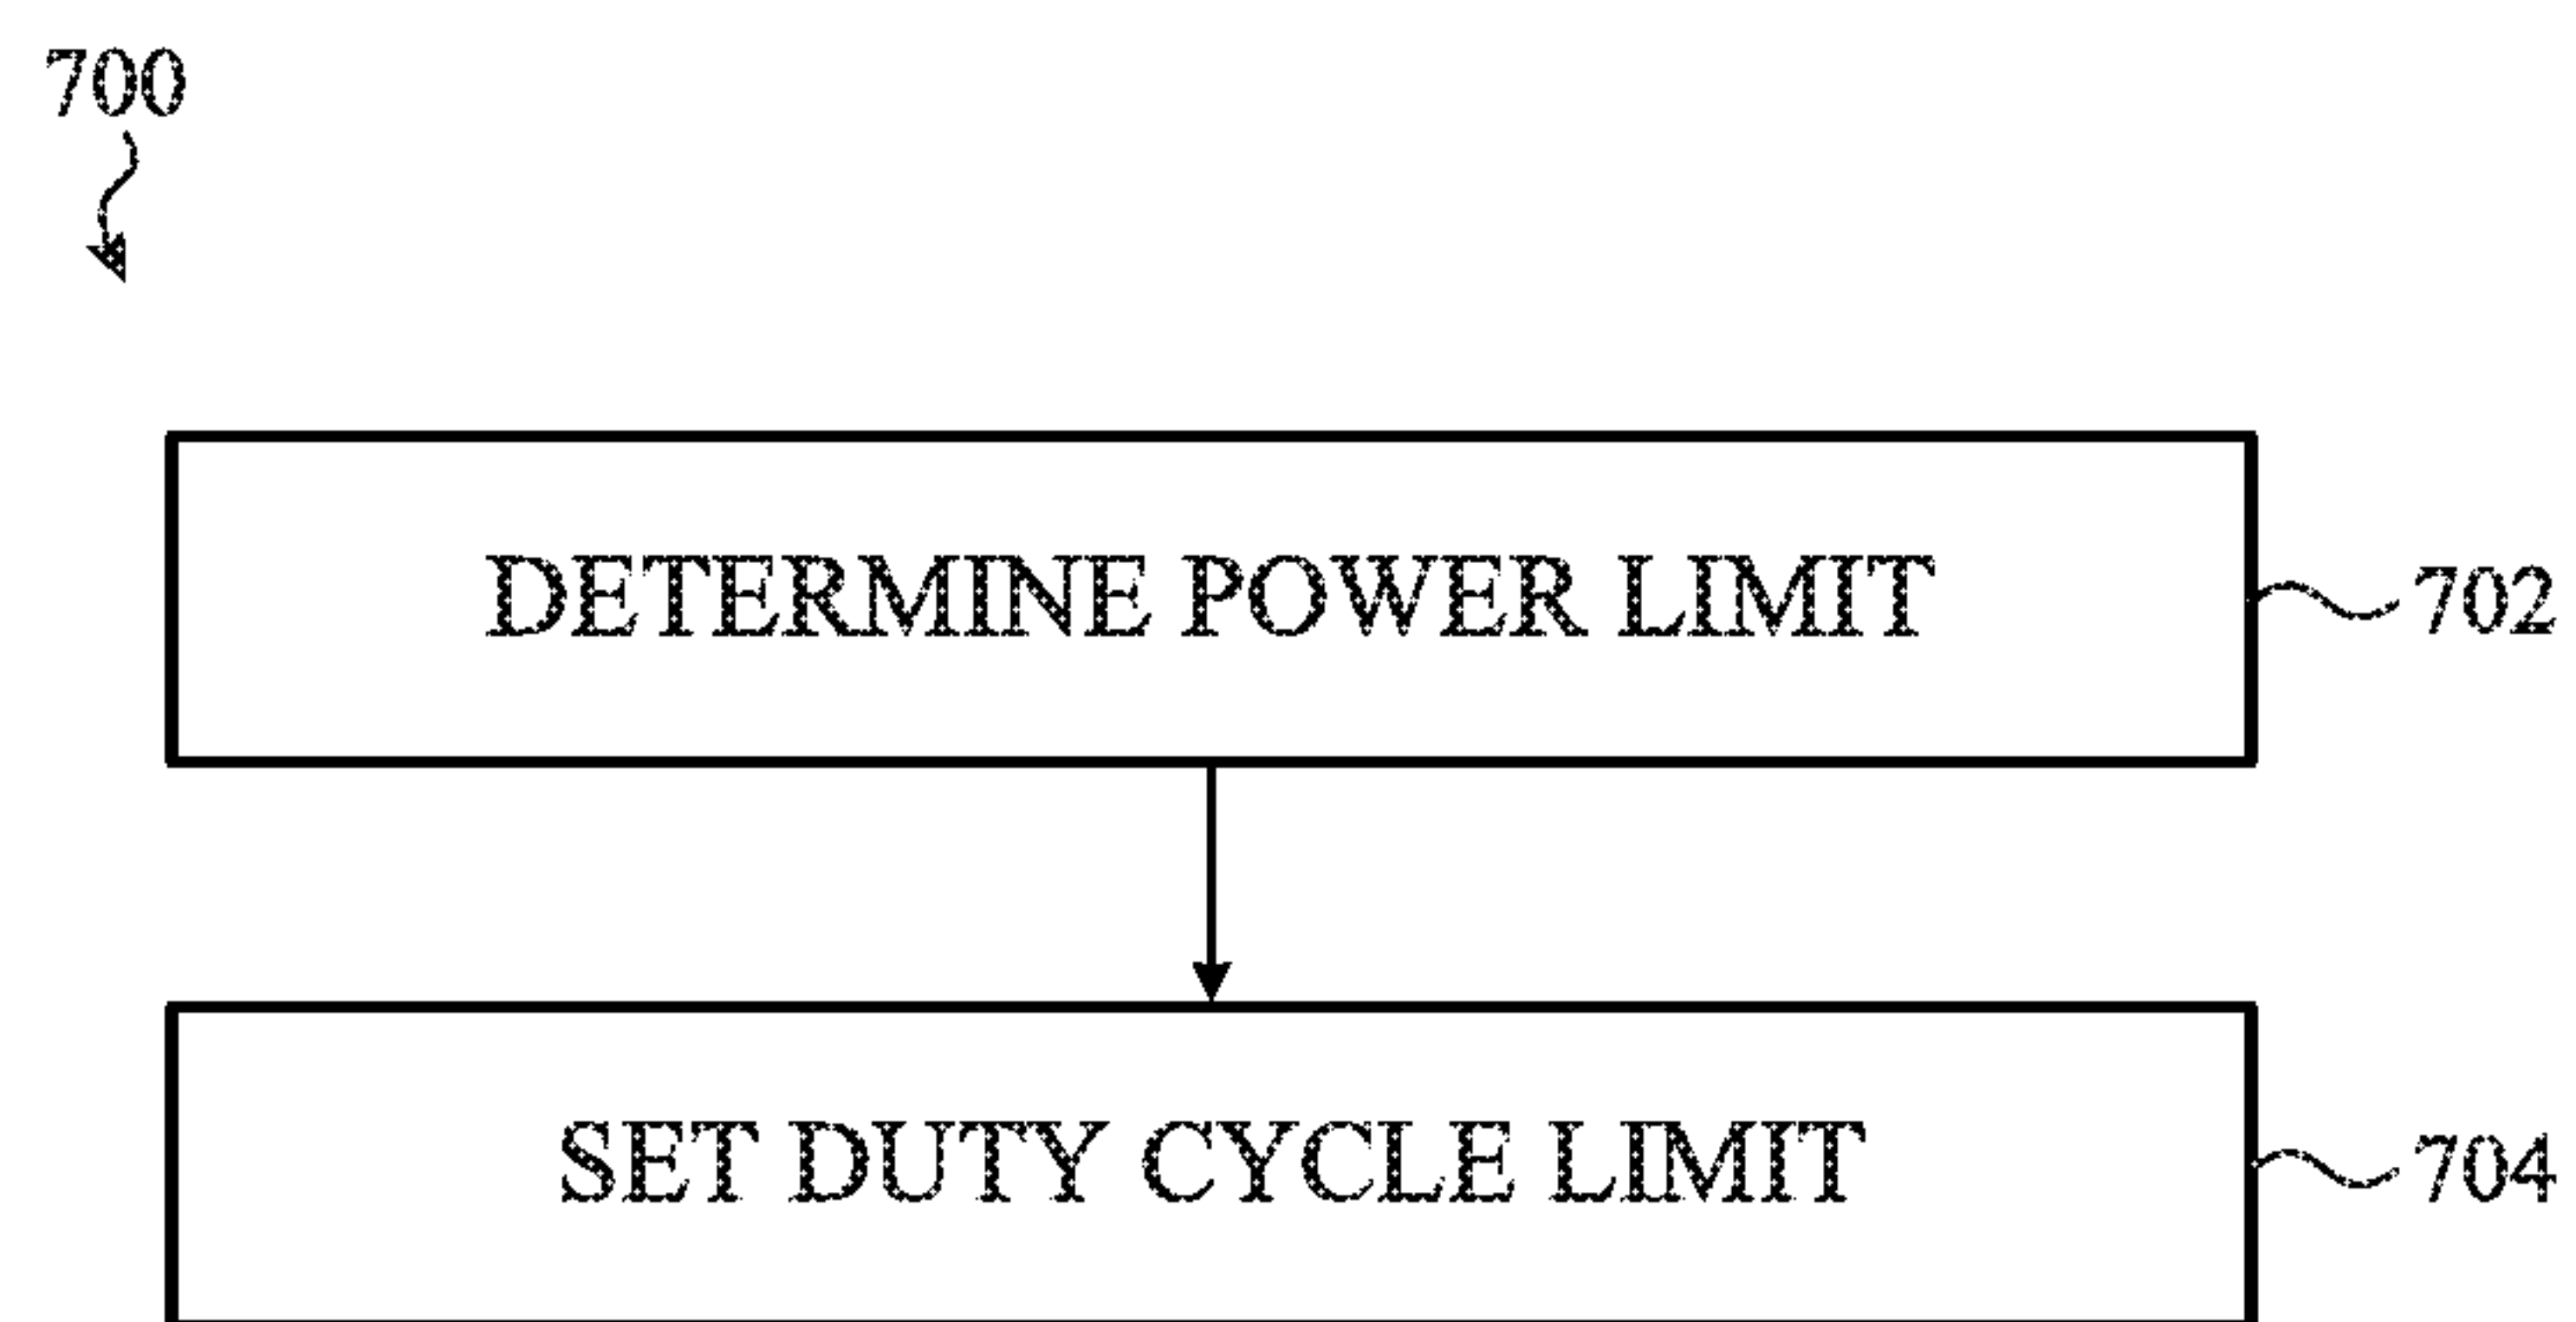 700
DETERMINE POWER LIMIT
702
SET DUTY CYCLE LIMIT
704